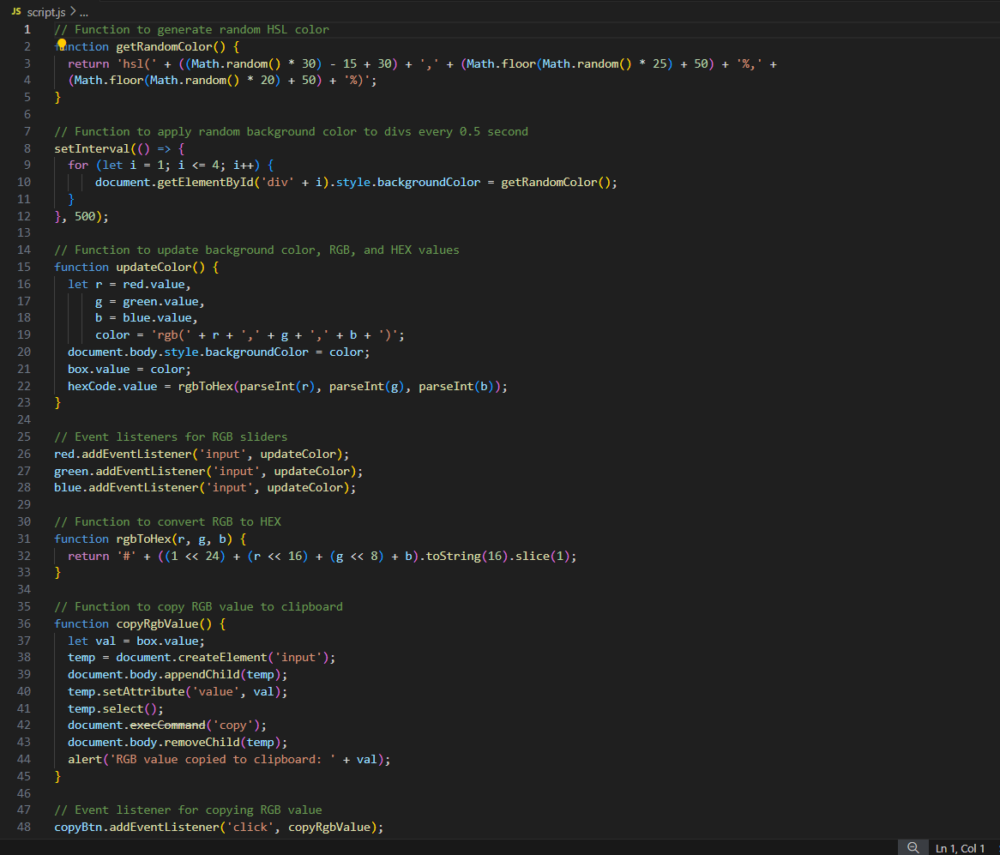 JS script.js > ...
1 // Function to generate random HSL color
2 function getRandomColor() {
3 return 'hsl(' + ((Math.random() * 30) - 15 + 30) + ',' + (Math.floor(Math.random() * 25) + 50) + '%,' +
4 (Math.floor(Math.random() * 20) + 50) + '%)';
5 }
6
7 // Function to apply random background color to divs every 0.5 second
8 setInterval(() => {
9 for (let i = 1; i <= 4; i++) {
10 document.getElementById('div' + i).style.backgroundColor = getRandomColor();
11 }
12 }, 500);
13
14 // Function to update background color, RGB, and HEX values
15 function updateColor() {
16 let r = red.value,
17 g = green.value,
18 b = blue.value,
19 color = 'rgb(' + r + ',' + g + ',' + b + ')';
20 document.body.style.backgroundColor = color;
21 box.value = color;
22 hexCode.value = rgbToHex(parseInt(r), parseInt(g), parseInt(b));
23 }
24
25 // Event listeners for RGB sliders
26 red.addEventListener('input', updateColor);
27 green.addEventListener('input', updateColor);
28 blue.addEventListener('input', updateColor);
29
30 // Function to convert RGB to HEX
31 function rgbToHex(r, g, b) {
32 return '#' + ((1 << 24) + (r << 16) + (g << 8) + b).toString(16).slice(1);
33 }
34
35 // Function to copy RGB value to clipboard
36 function copyRgbValue() {
37 let val = box.value;
38 temp = document.createElement('input');
39 document.body.appendChild(temp);
40 temp.setAttribute('value', val);
41 temp.select();
42 document.execCommand('copy');
43 document.body.removeChild(temp);
44 alert('RGB value copied to clipboard: ' + val);
45 }
46
47 // Event listener for copying RGB value
48 copyBtn.addEventListener('click', copyRgbValue);
Ln 1, Col 1